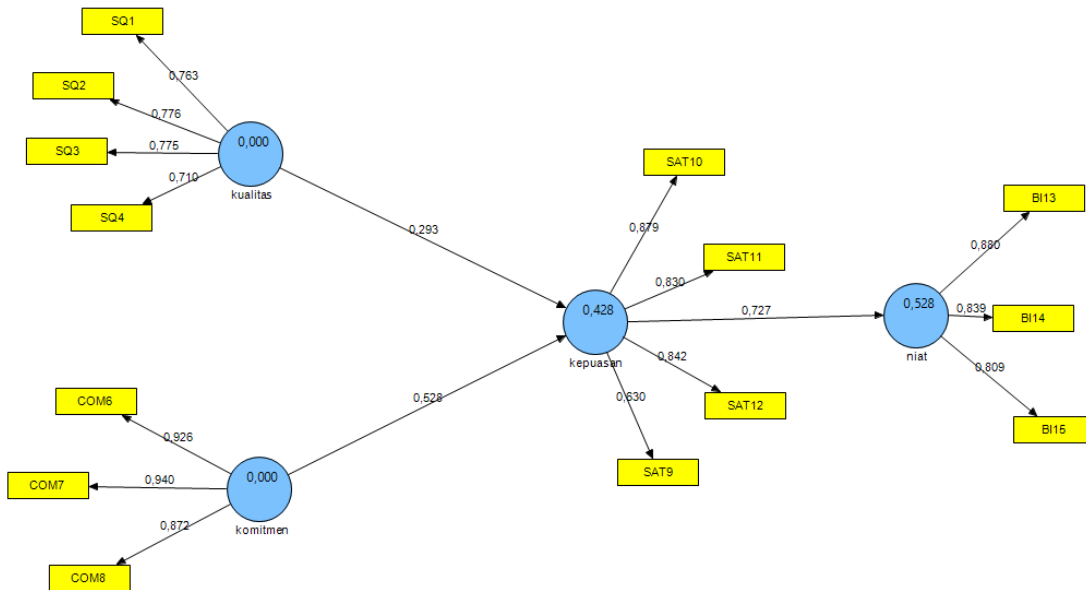 SQ1
0,763
SQ2
0,776
SQ3
0,775
SQ4
0,710
0,000
kualitas
0,293
COM6
0,926
COM7
0,940
COM8
0,872
0,000
komitmen
0,528
SAT10
0,879
SAT11
0,830
0,428
kepuasan
0,842
SAT12
0,630
SAT9
0,727
0,528
niat
BI13
0,880
0,839
BI14
0,809
BI15